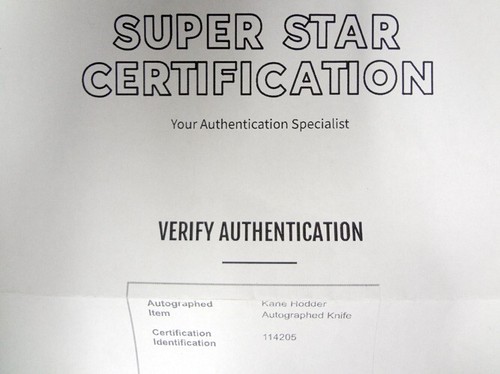 SUPER STAR
CERTIFICATION
Your Authentication Specialist
VERIFY AUTHENTICATION
Autographed Item Kane Hodder Autographed Knife
Certification Identification 114205